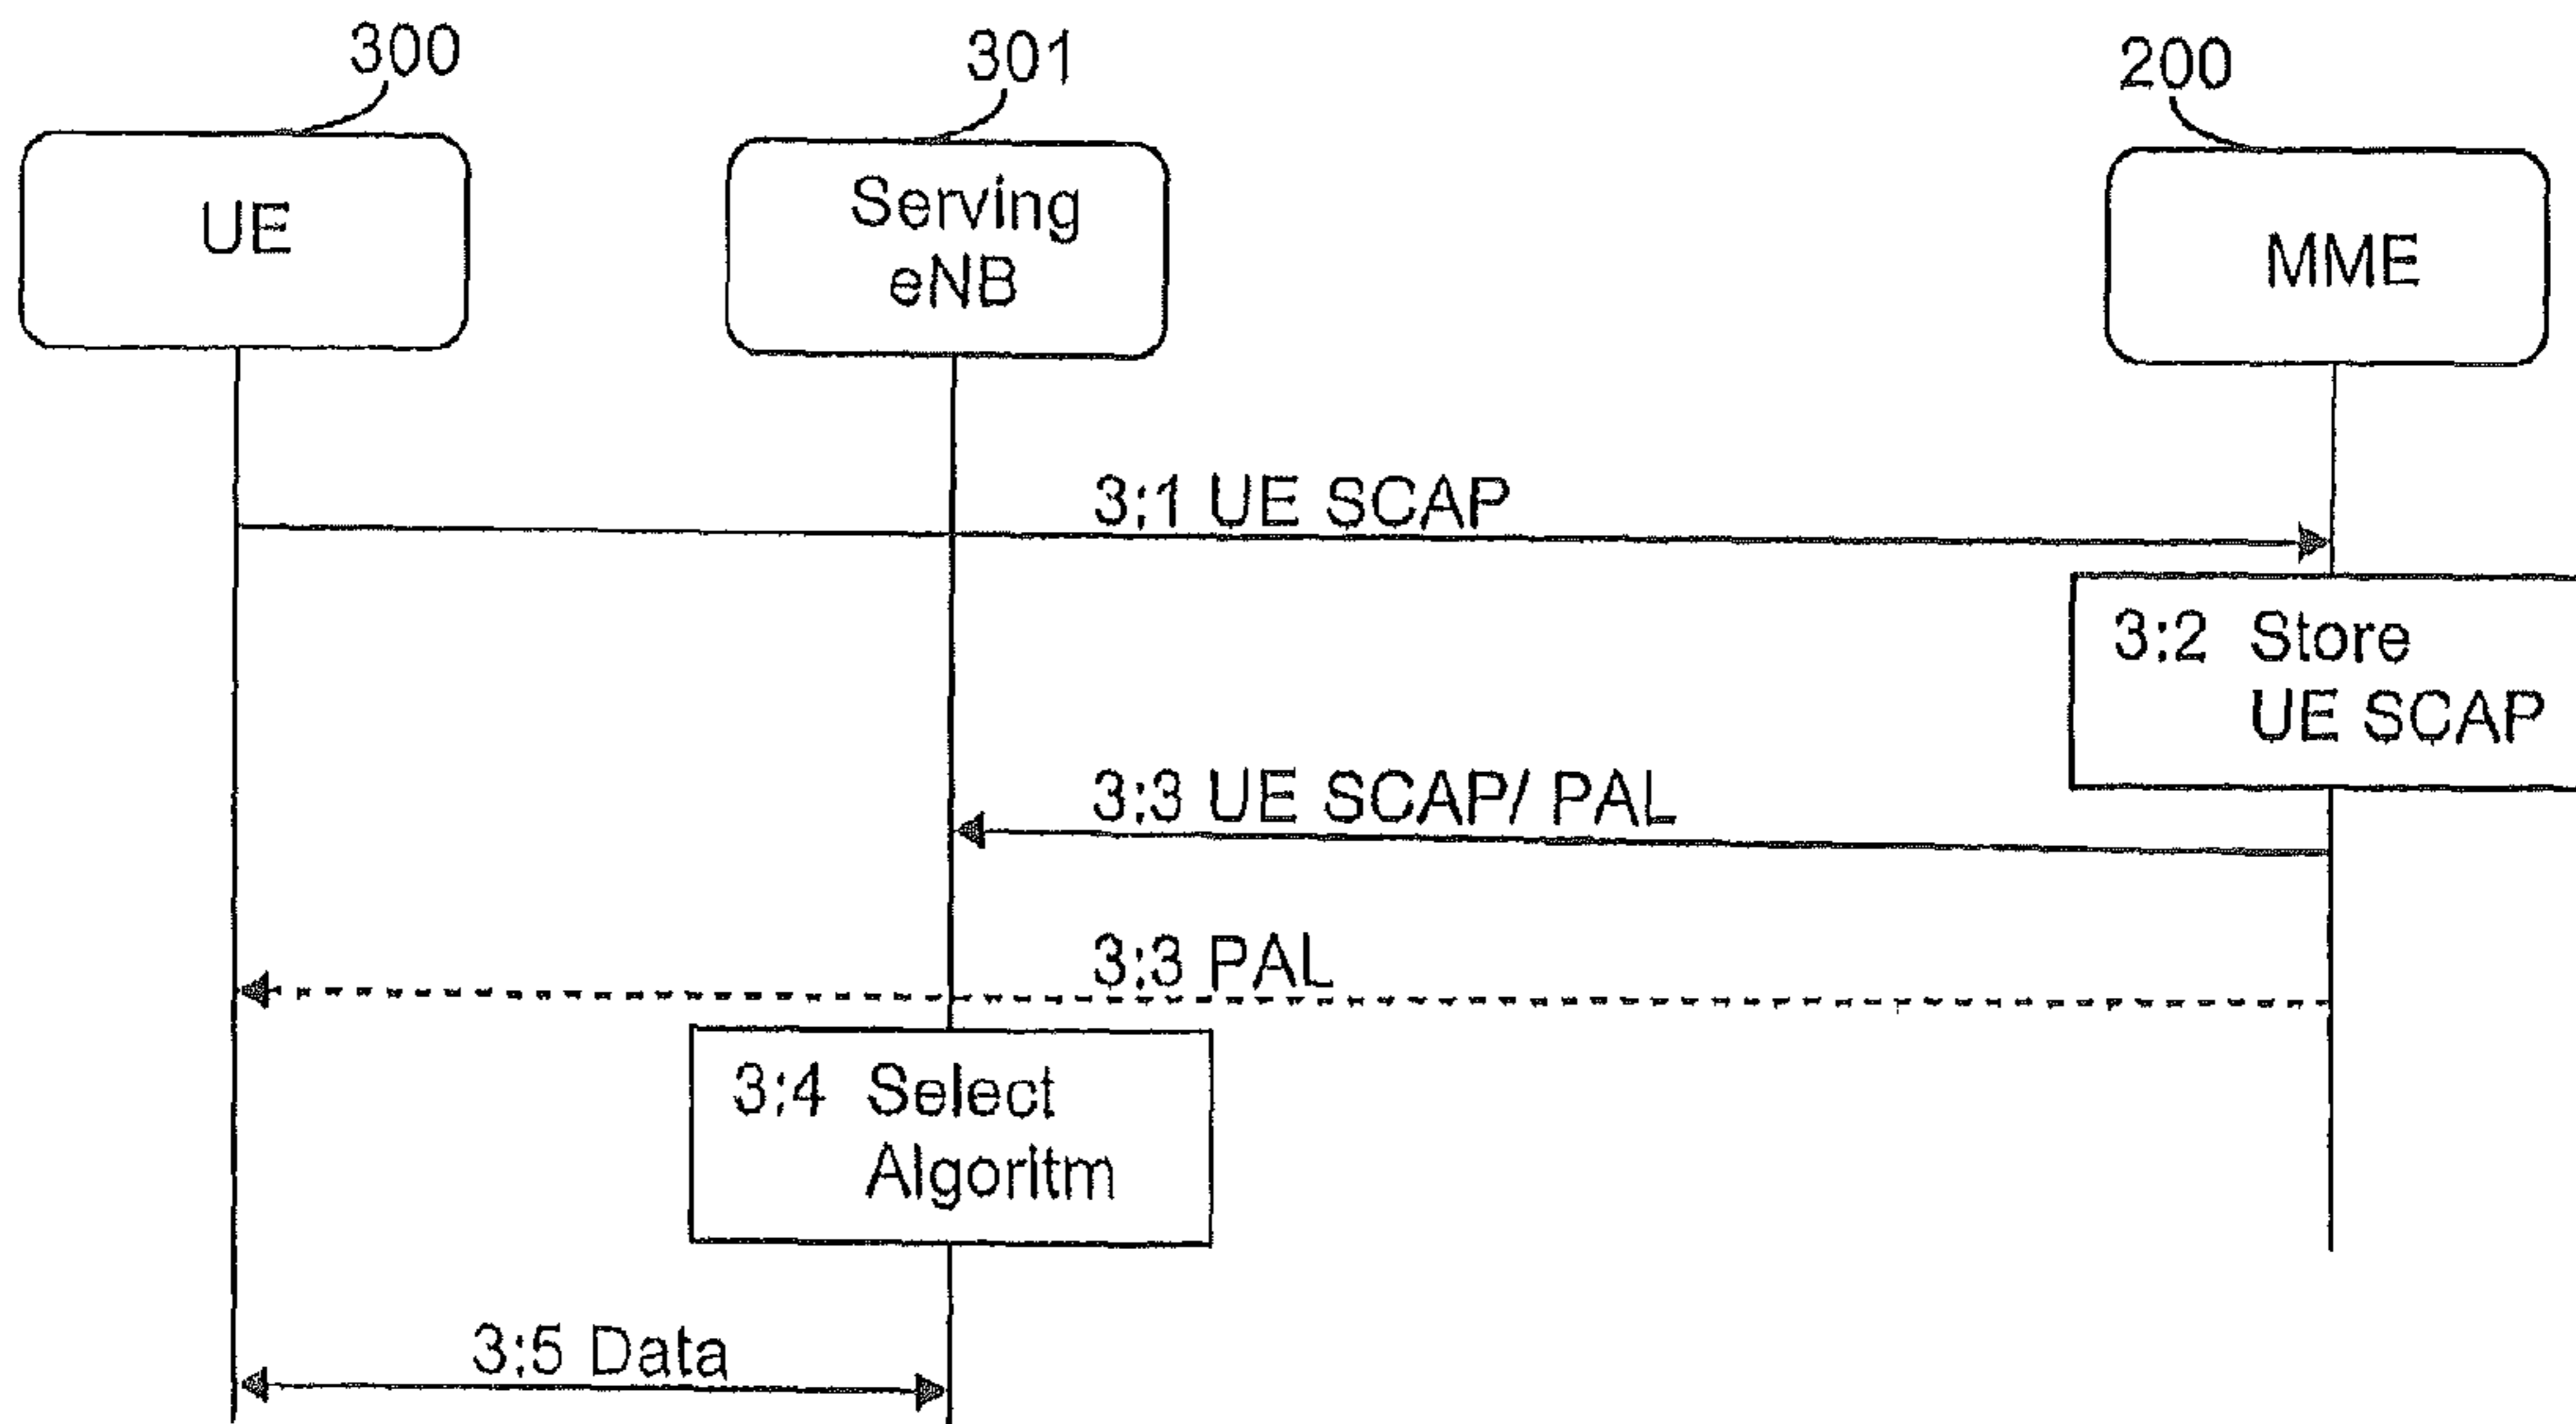 300
301
200
UE
Serving
eNB
MME
3:1 UE SCAP
3:2 Store
UE SCAP
3:3 UE SCAP/ PAL
3:3 PAL
3:4 Select
Algoritm
3:5 Data